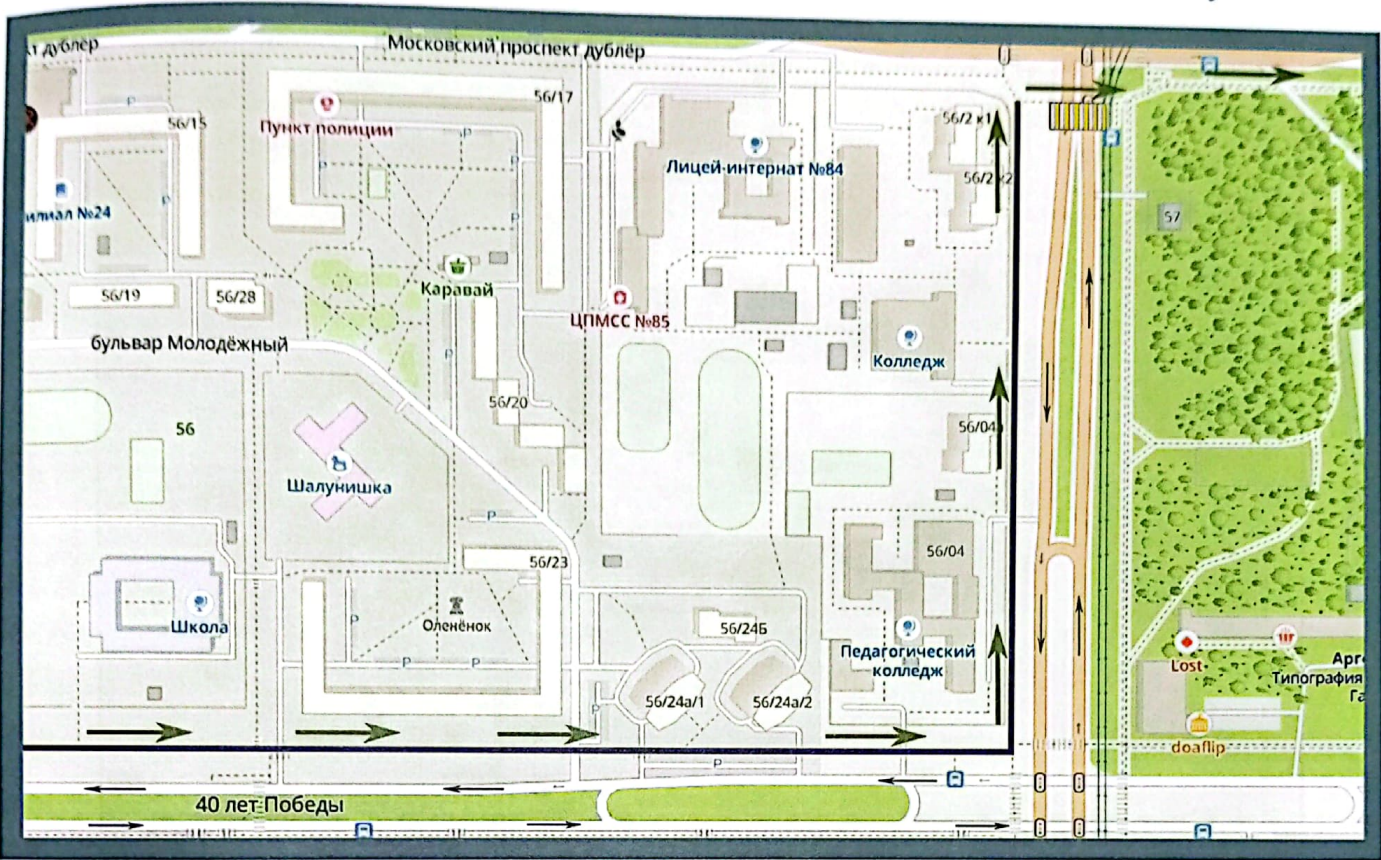 кт дублёр
Московский проспект дублёр
P
56/15
56/17
Пункт полиции
P
P
P
P
56/2 к1
Лицей-интернат №84
56/2 к2
илиал №24
P
P
57
Каравай
56/19
56/28
ЦПМСС №85
бульвар Молодёжный
P
Колледж
56/20
56
56/04
Шалунишка
P
56/23
56/04
Школа
P
Оленёнок
56/24Б
P
P
Педагогический
колледж
Lost
Арг
Типография
Га
56/24а/1
56/24а/2
P
doaflip
P
40 лет Победы